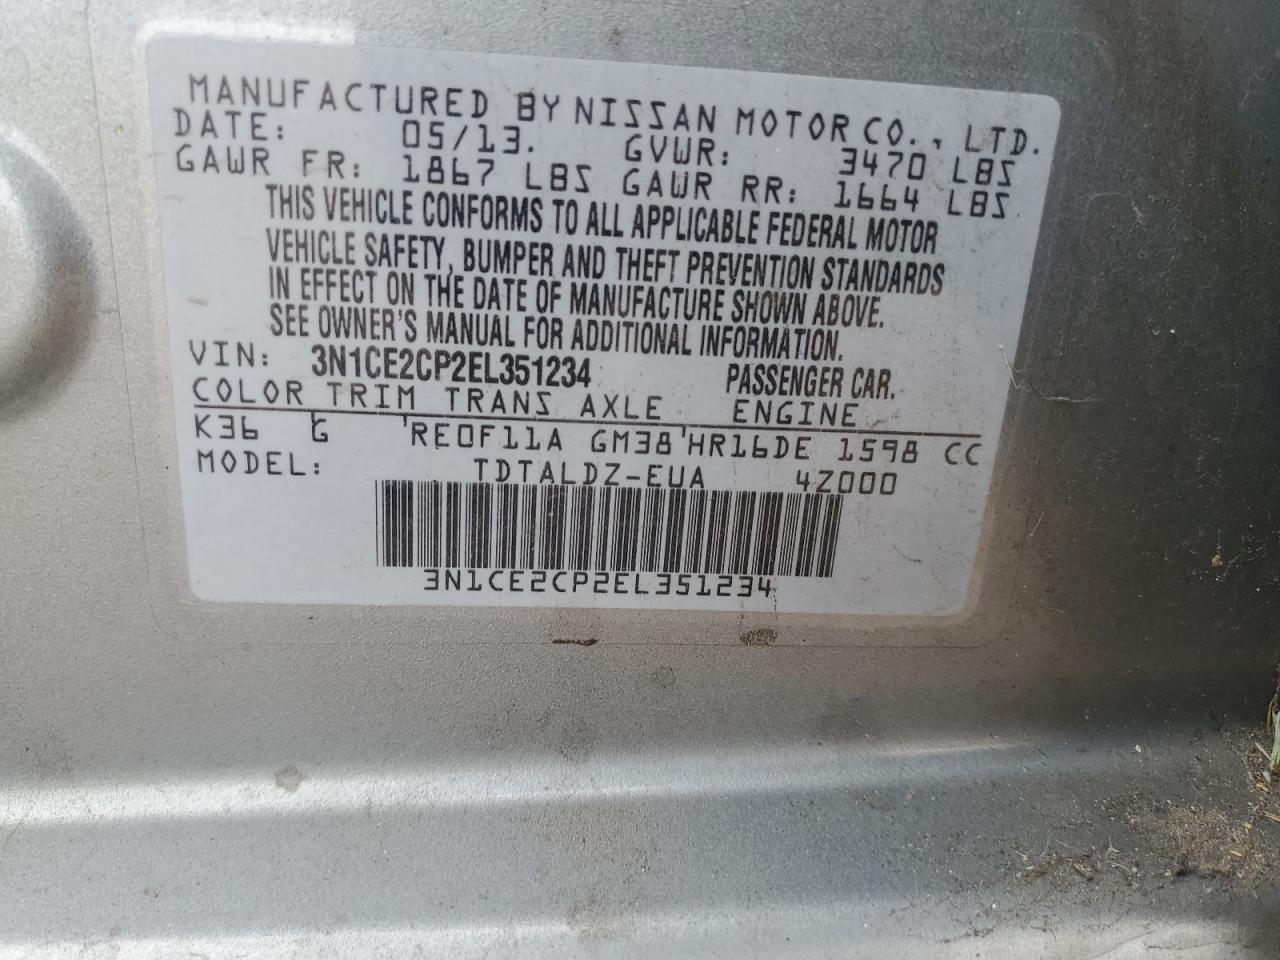 MANUFACTURED BY NISSAN MOTOR CO., LTD.
DATE: 05/13. GVWR: 3470 LBS
GAWR FR: 1867 LBS GAWR RR: 1664 LBS
THIS VEHICLE CONFORMS TO ALL APPLICABLE FEDERAL MOTOR
VEHICLE SAFETY, BUMPER AND THEFT PREVENTION STANDARDS
IN EFFECT ON THE DATE OF MANUFACTURE SHOWN ABOVE.
SEE OWNER'S MANUAL FOR ADDITIONAL INFORMATION.
VIN: 3N1CE2CP2EL351234 PASSENGER CAR.
COLOR TRIM TRANS AXLE ENGINE
K36 G 'RE0F11A GM38'HR16DE 1598 CC
MODEL: TDTALDZ-EUA 4Z000
3N1CE2CP2EL351234